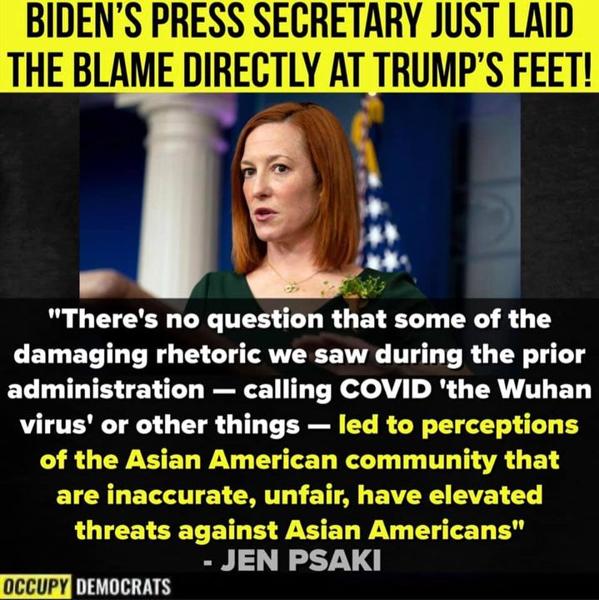 BIDEN'S PRESS SECRETARY JUST LAID
THE BLAME DIRECTLY AT TRUMP'S FEET!
"There's no question that some of the
damaging rhetoric we saw during the prior
administration — calling COVID 'the Wuhan
virus' or other things — led to perceptions
of the Asian American community that
are inaccurate, unfair, have elevated
threats against Asian Americans"
- JEN PSAKI
OCCUPY DEMOCRATS